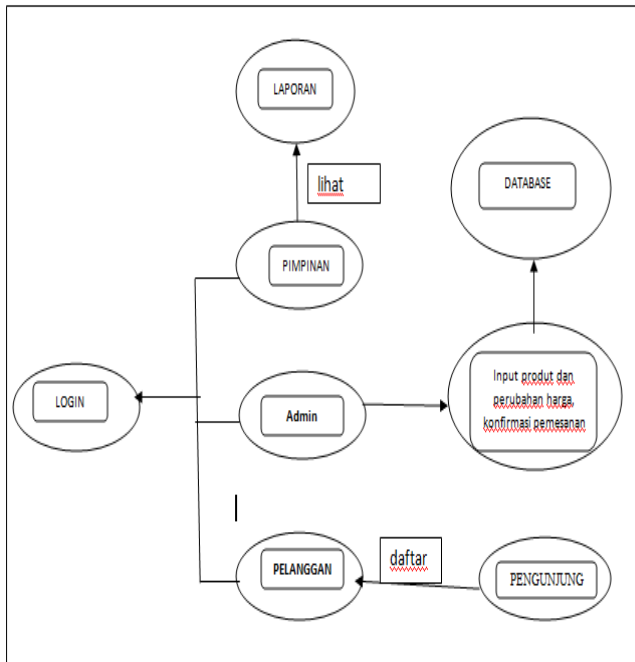 LAPORAN
lihat
DATABASE
PIMPINAN
LOGIN
Admin
Input produt dan
perubahan harga,
konfirmasi pemesanan
PELANGGAN
daftar
PENGUNJUNG